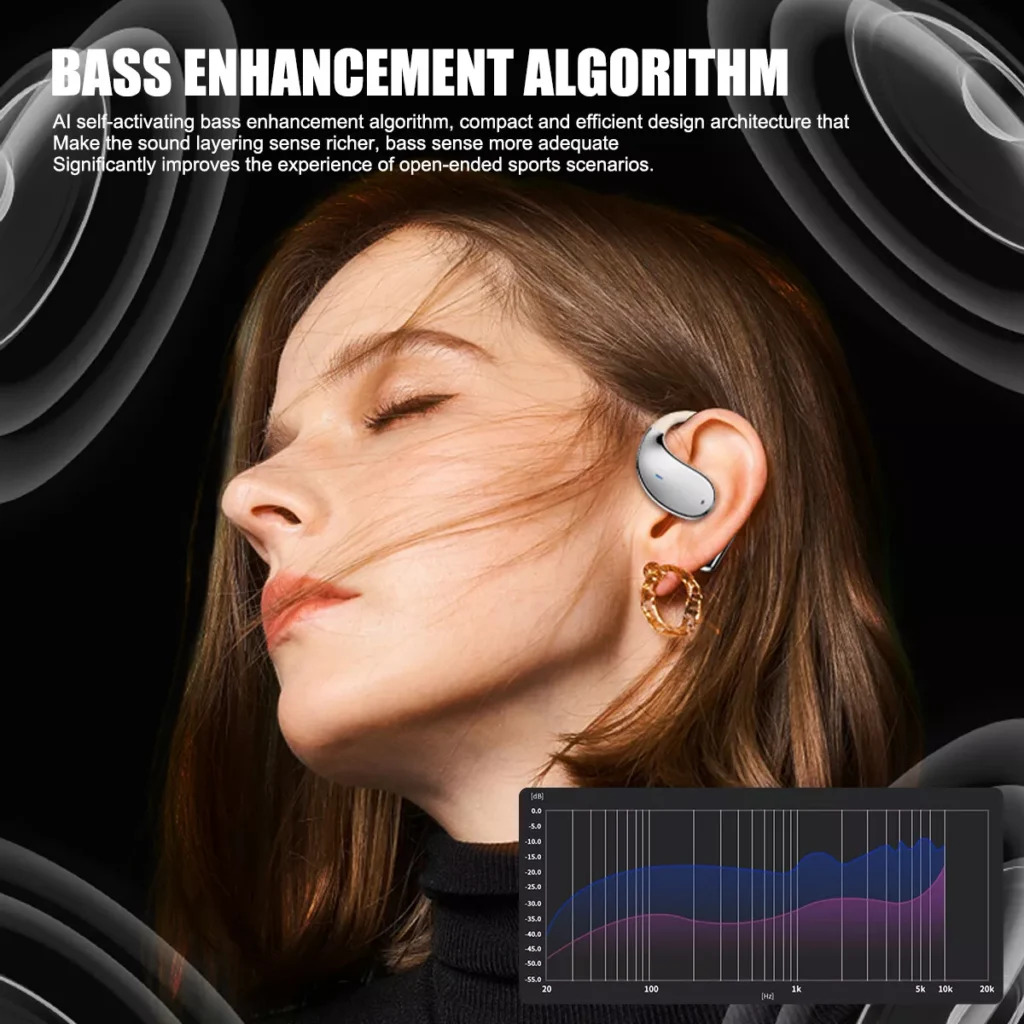 BASS ENHANCEMENT ALGORITHM
AI self-activating bass enhancement algorithm, compact and efficient design architecture that
Make the sound layering sense richer, bass sense more adequate
Significantly improves the experience of open-ended sports scenarios.
[dB]
0.0
-5.0
-10.0
-15.0
-20.0
-25.0
-30.0
-35.0
-40.0
-45.0
-50.0
-55.0
20 100 1k 5k 10k 20k
[Hz]